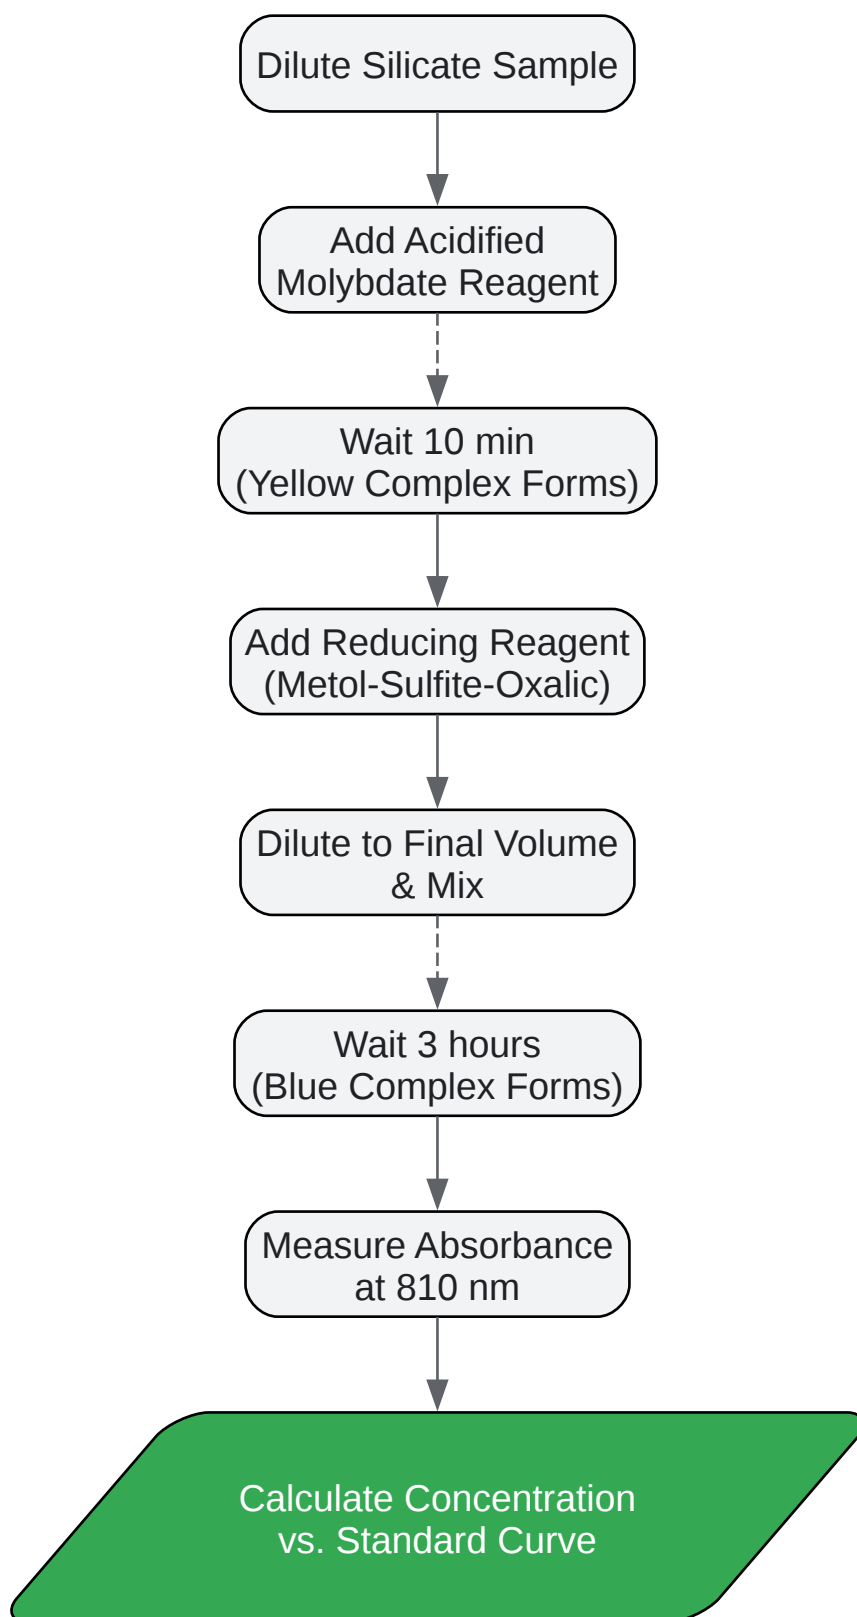 Dilute Silicate Sample
Add Acidified
Molybdate Reagent
Wait 10 min
(Yellow Complex Forms)
Add Reducing Reagent
(Metol-Sulfite-Oxalic)
Dilute to Final Volume
& Mix
Wait 3 hours
(Blue Complex Forms)
Measure Absorbance
at 810 nm
Calculate Concentration
vs. Standard Curve